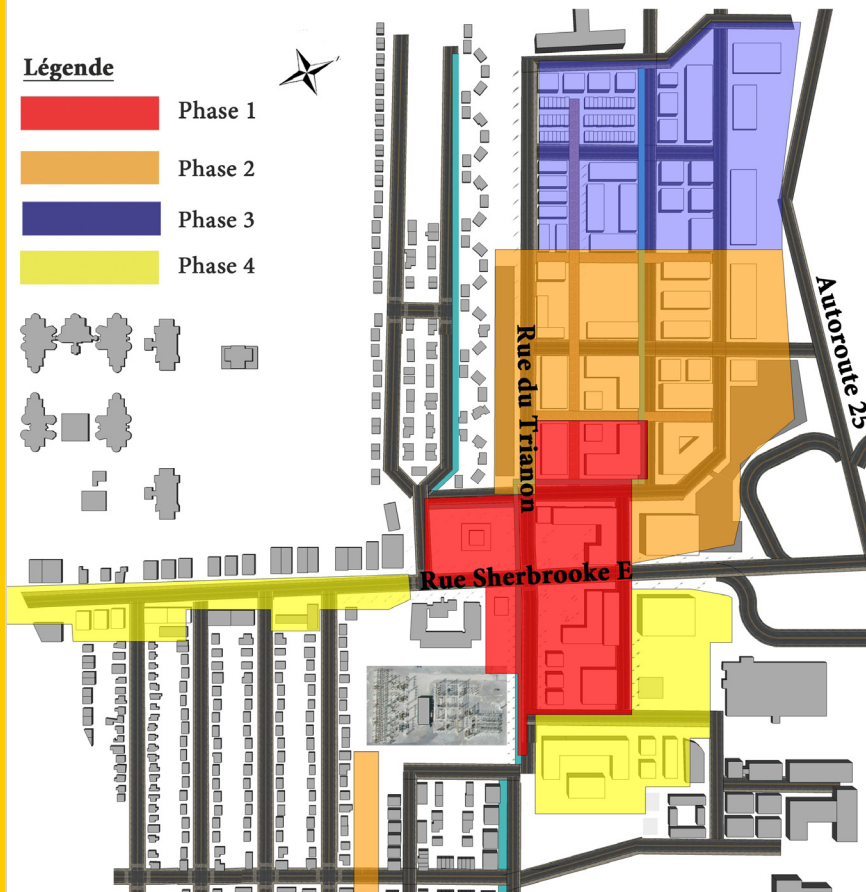 Légende
Phase 1
Phase 2
Phase 3
Phase 4
Autoroute 25
Rue du Trianon
Rue Sherbrooke E